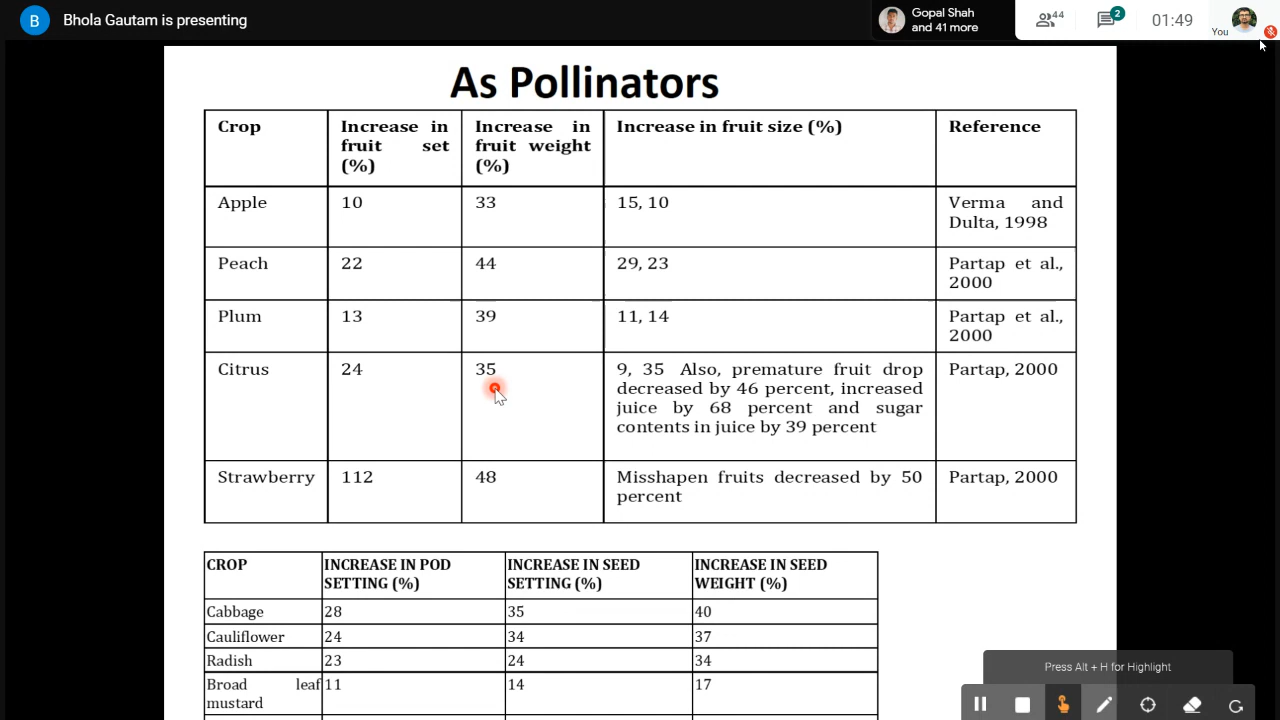 B Bhola Gautam is presenting
Gopal Shah
and 41 more
44
2
01:49
You
As Pollinators
Crop Increase in fruit set (%) Increase in fruit weight (%) Increase in fruit size (%) Reference
Apple 10 33 15, 10 Verma and
Dulta, 1998
Peach 22 44 29, 23 Partap et al.,
2000
Plum 13 39 11, 14 Partap et al.,
2000
Citrus 24 35 9, 35 Also, premature fruit drop Partap, 2000
decreased by 46 percent, increased
juice by 68 percent and sugar
contents in juice by 39 percent
Strawberry 112 48 Misshapen fruits decreased by 50 Partap, 2000
percent
CROP INCREASE IN POD SETTING (%) INCREASE IN SEED SETTING (%) INCREASE IN SEED WEIGHT (%)
Cabbage 28 35 40
Cauliflower 24 34 37
Radish 23 24 34
Broad leaf 11 14 17
mustard
Press Alt + H for Highlight